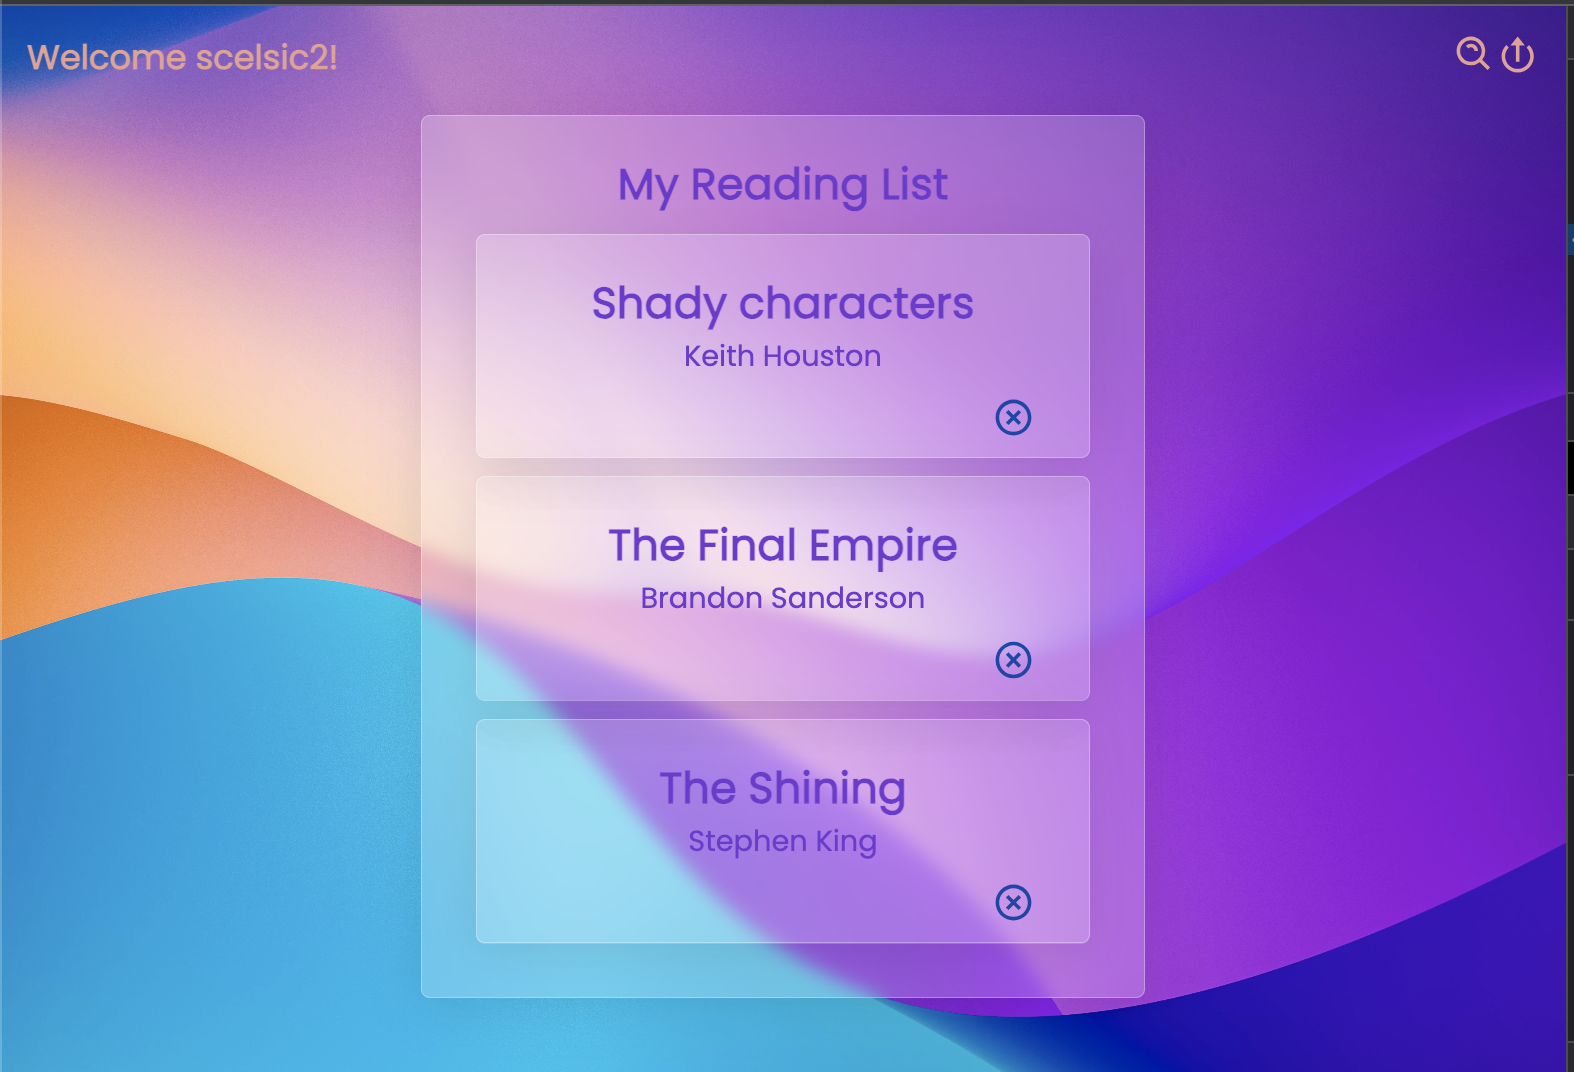 Welcome scelsic2!
My Reading List
Shady characters
Keith Houston
The Final Empire
Brandon Sanderson
The Shining
Stephen King